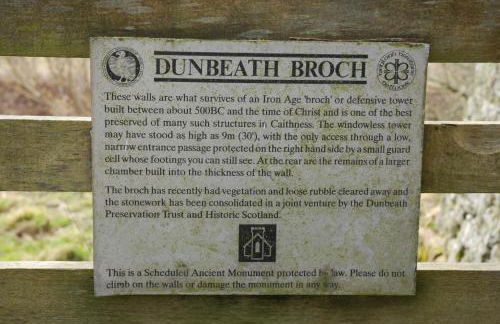 DUNBEATH BROCH
These walls are what survives of an Iron Age 'broch' or defensive tower
built between about 500BC and the time of Christ and is one of the best
preserved of many such structures in Caithness. The windowless tower
may have stood as high as 9m (30'), with the only access through a low,
narrow entrance passage protected on the right hand side by a small guard
cell whose footings you can still see. At the rear are the remains of a larger
chamber built into the thickness of the wall.
The broch has recently had vegetation and loose rubble cleared away and
the stonework has been consolidated in a joint venture by the Dunbeath
Preservation Trust and Historic Scotland.
This is a Scheduled Ancient Monument protected by law. Please do not
climb on the walls or damage the monument in any way.